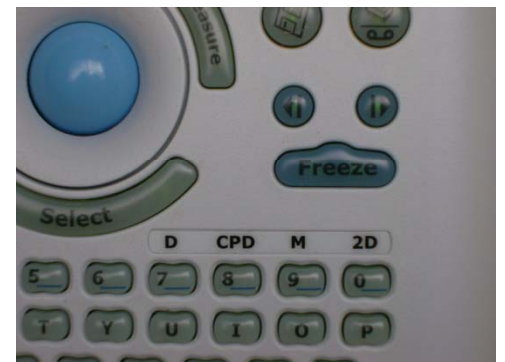 Measure
Freeze
Select
D CPD M 2D
5 6 7 8 9 0
T Y U I O P